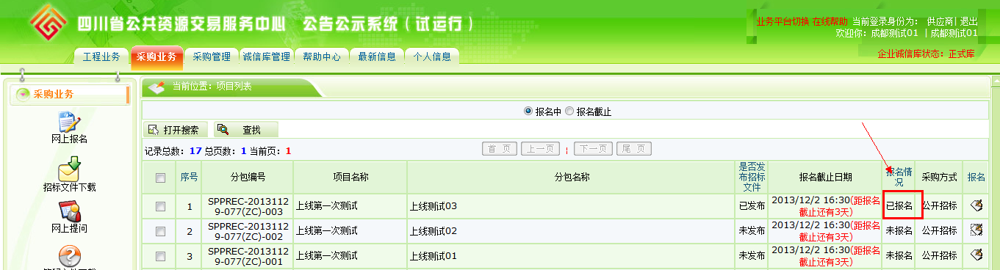 四川省公共资源交易服务中心 公告公示系统（试运行）
业务平台切换 在线帮助 当前登录身份为： 供应商| 退出
欢迎你：成都测试01 | 成都测试01
企业诚信库状态：正式库
工程业务 采购业务 采购管理 诚信库管理 帮助中心 最新信息 个人信息
采购业务
网上报名
招标文件下载
网上提问
当前位置：项目列表
报名中 报名截止
打开搜索 查找
记录总数：17 总页数：1 当前页：1 首 页 上一页 ¦ 下一页 尾 页
序号 分包编号 项目名称 分包名称 是否发布招标文件 报名截止日期 报名情况 采购方式 报名
1 SPPREC-20131129-077(ZC)-003 上线第一次测试 上线测试03 已发布 2013/12/2 16:30(距报名截止还有3天) 已报名 公开招标
2 SPPREC-20131129-077(ZC)-002 上线第一次测试 上线测试02 未发布 2013/12/2 16:30(距报名截止还有3天) 未报名 公开招标
3 SPPREC-20131129-077(ZC)-001 上线第一次测试 上线测试01 未发布 2013/12/2 16:30(距报名截止还有3天) 未报名 公开招标